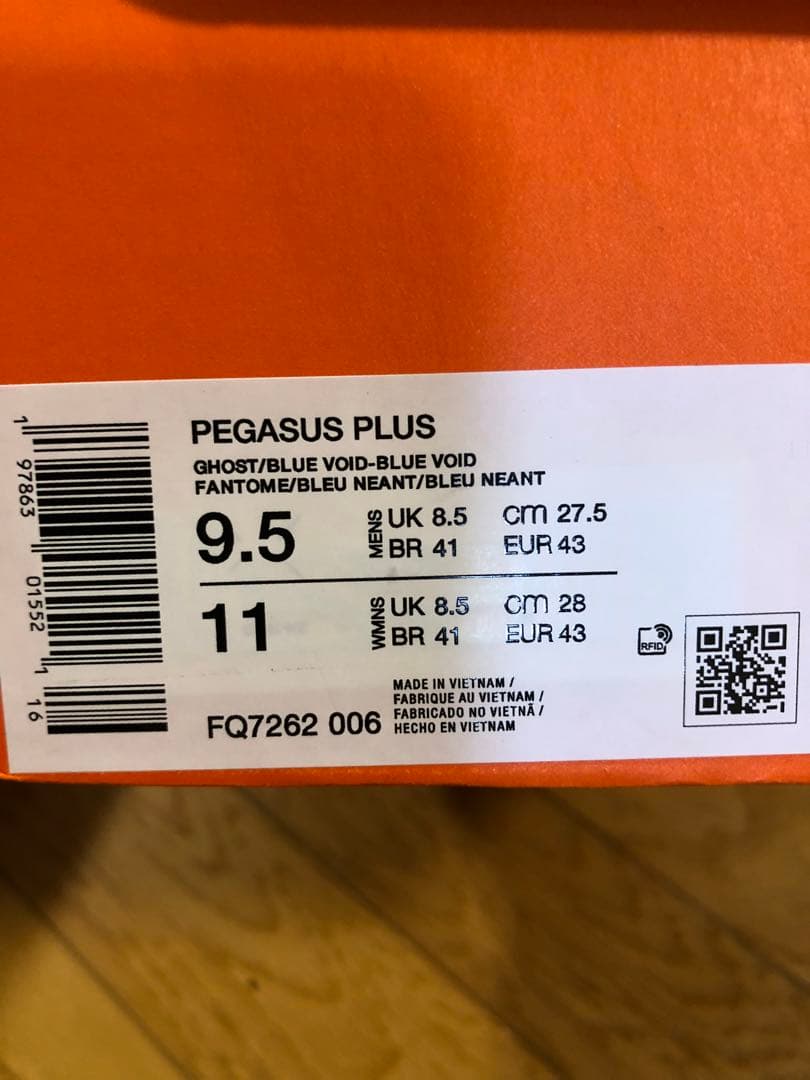 PEGASUS PLUS
GHOST/BLUE VOID-BLUE VOID
FANTOME/BLEU NEANT/BLEU NEANT
9.5 MENS UK 8.5 cm 27.5
BR 41 EUR 43
11 WMNS UK 8.5 cm 28
BR 41 EUR 43
RFID
FQ7262 006
MADE IN VIETNAM /
FABRIQUE AU VIETNAM /
FABRICADO NO VIETNÃ /
HECHO EN VIETNAM
1 97863 01552 1 16